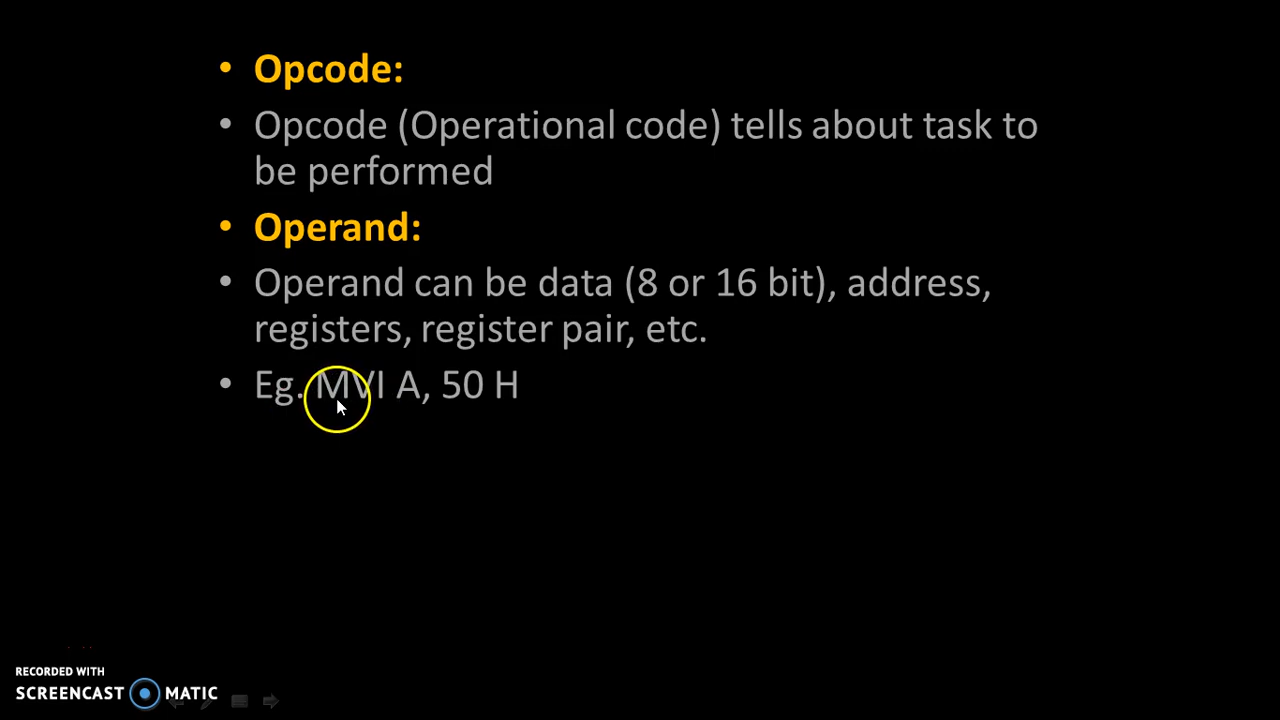 • Opcode:
• Opcode (Operational code) tells about task to
be performed
• Operand:
• Operand can be data (8 or 16 bit), address,
registers, register pair, etc.
• Eg. MVI A, 50 H
RECORDED WITH
SCREENCAST MATIC